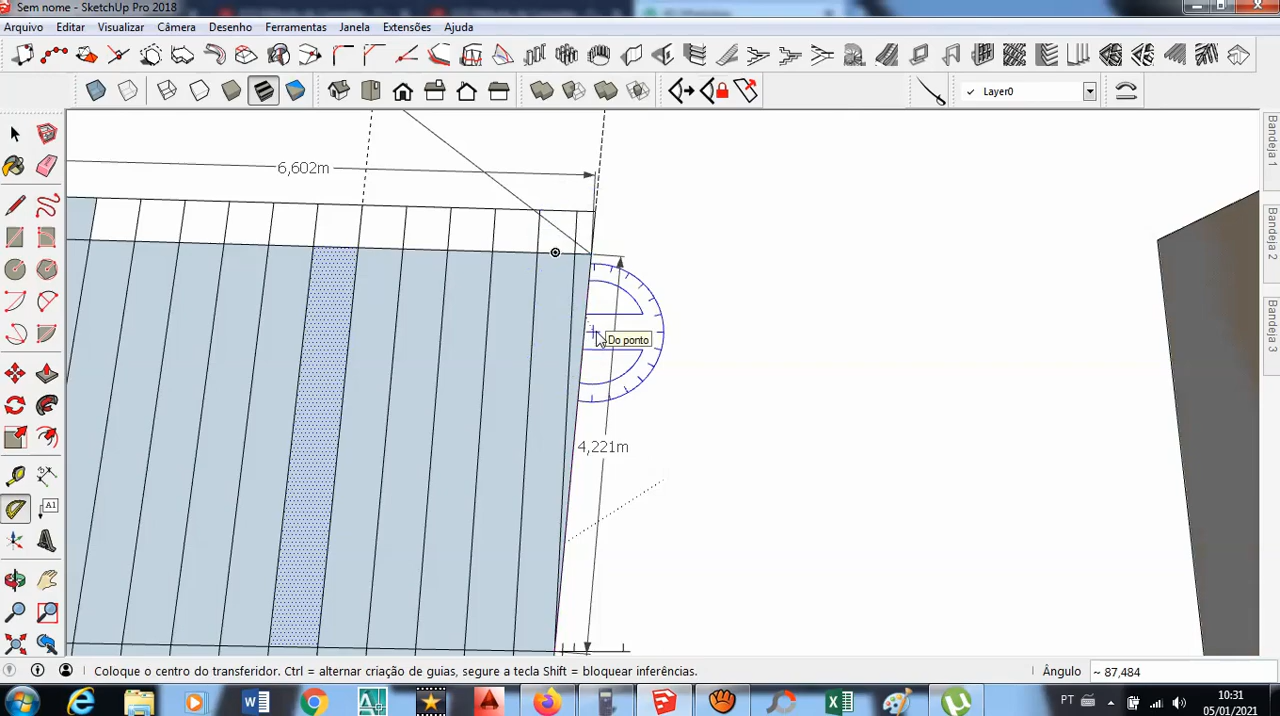 Sem nome - SketchUp Pro 2018
Arquivo Editar Visualizar Câmera Desenho Ferramentas Janela Extensões Ajuda
✓ Layer0
Bandeja 1
Bandeja 2
Bandeja 3
6,602m
Do ponto
4,221m
A1
Coloque o centro do transferidor. Ctrl = alternar criação de guias, segure a tecla Shift = bloquear inferências.
Ângulo ~ 87,484
PT
10:31
05/01/2021